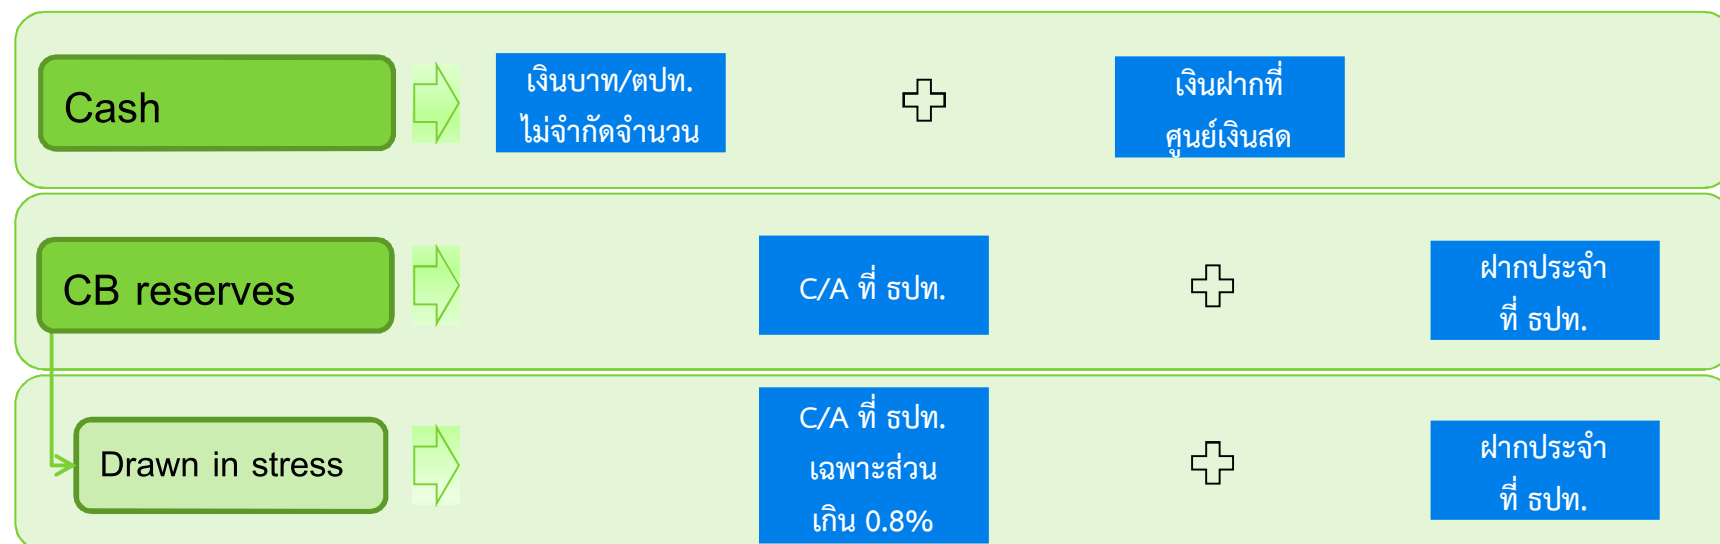 Cash
เงินบาท/ตปท.
ไม่จำกัดจำนวน
เงินฝากที่
ศูนย์เงินสด
CB reserves
C/A ที่ ธปท.
ฝากประจำ
ที่ ธปท.
Drawn in stress
C/A ที่ ธปท.
เฉพาะส่วน
เกิน 0.8%
ฝากประจำ
ที่ ธปท.